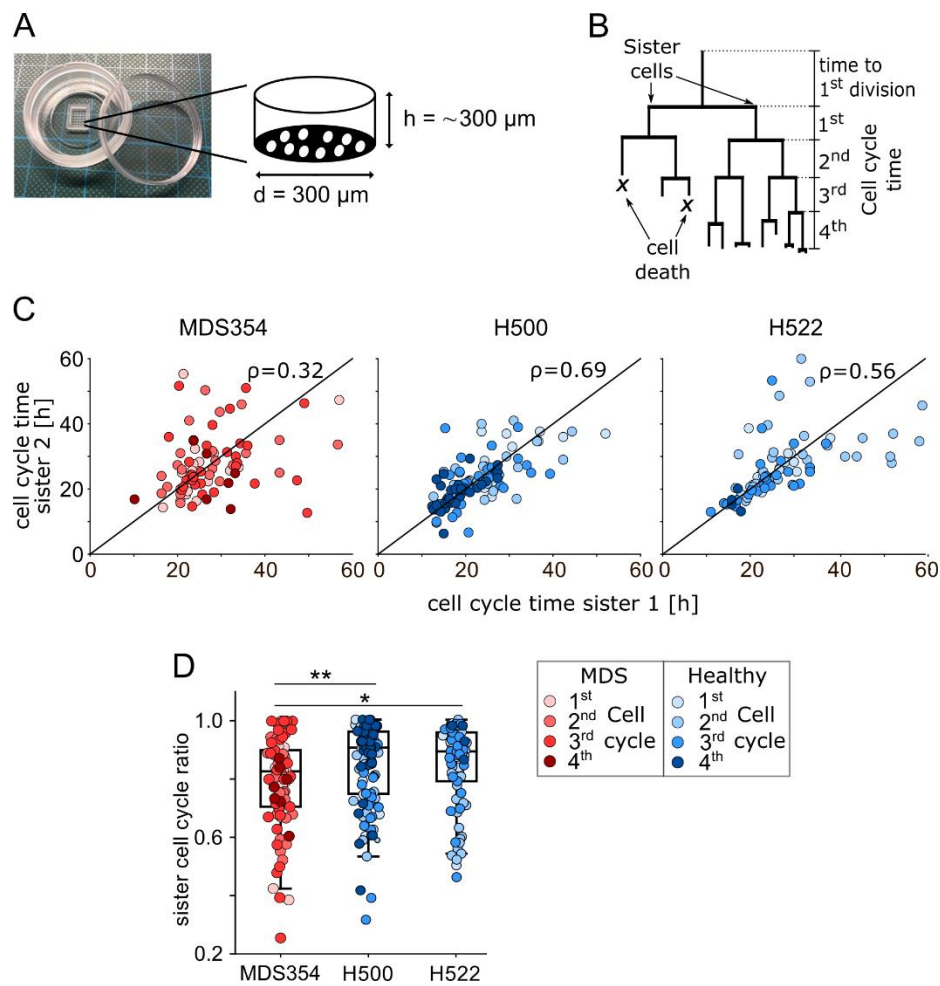 A
h = ~300 µm
d = 300 µm
B
Sister
cells
time to
1st division
1st
2nd
3rd
4th
Cell cycle
time
x
x
cell
death
C
MDS354
H500
H522
ρ=0.32
ρ=0.69
ρ=0.56
cell cycle time
sister 2 [h]
60
40
20
0
0 20 40 60
0 20 40 60
0 20 40 60
cell cycle time sister 1 [h]
D
**
*
sister cell cycle ratio
1.0
0.6
0.2
MDS354 H500 H522
MDS
1st
2nd Cell
3rd cycle
4th
Healthy
1st
2nd Cell
3rd cycle
4th